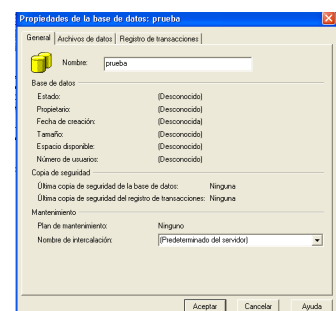 Propiedades de la base de datos: prueba
General Archivos de datos Registro de transacciones
Nombre: prueba
Base de datos
Estado: (Desconocido)
Propietario: (Desconocido)
Fecha de creación: (Desconocida)
Tamaño: (Desconocido)
Espacio disponible: (Desconocido)
Número de usuarios: (Desconocido)
Copia de seguridad
Última copia de seguridad de la base de datos: Ninguna
Última copia de seguridad del registro de transacciones: Ninguna
Mantenimiento
Plan de mantenimiento: Ninguno
Nombre de intercalación: (Predeterminado del servidor)
Aceptar Cancelar Ayuda